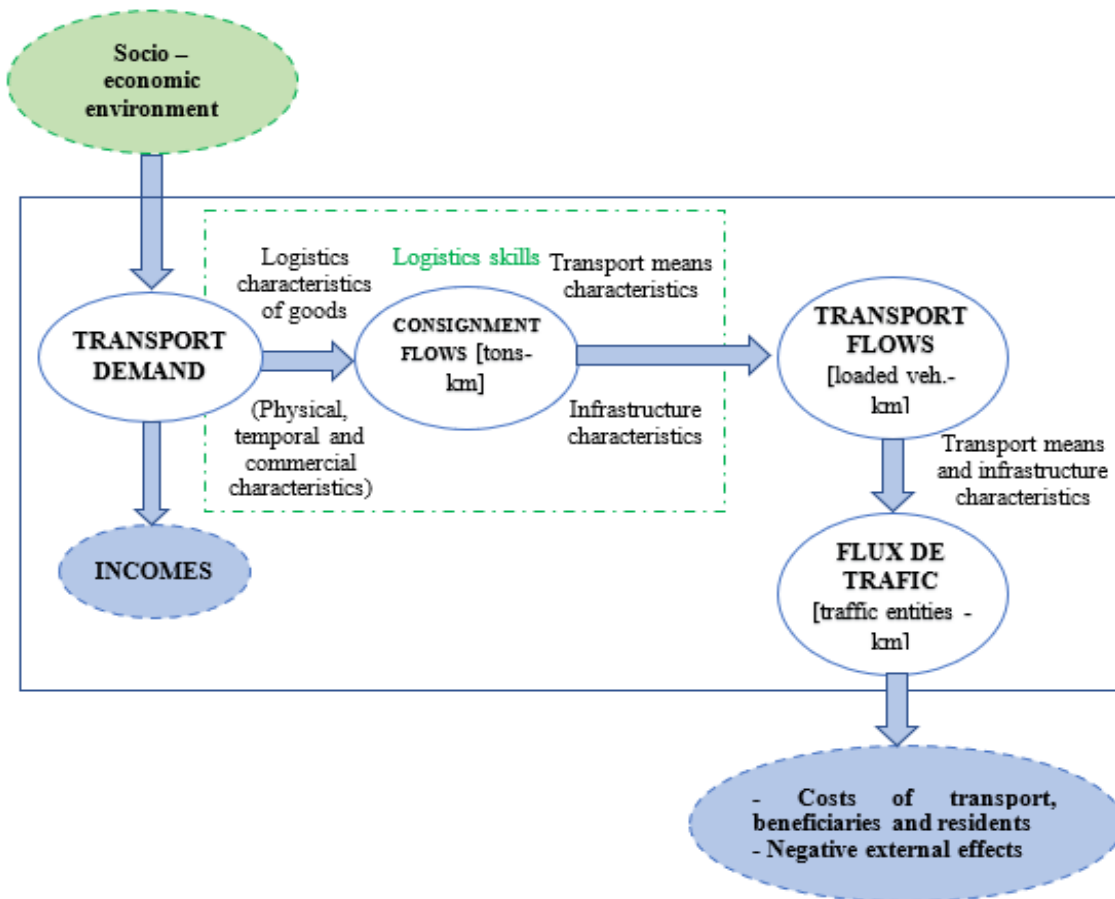 Socio –
economic
environment
Logistics
characteristics
of goods
Logistics skills
Transport means
characteristics
TRANSPORT
DEMAND
CONSIGNMENT
FLOWS [tons-
km]
TRANSPORT
FLOWS
[loaded veh.-
km]
(Physical,
temporal and
commercial
characteristics)
Infrastructure
characteristics
Transport means
and infrastructure
characteristics
INCOMES
FLUX DE
TRAFIC
[traffic entities -
km]
- Costs of transport,
beneficiaries and residents
- Negative external effects